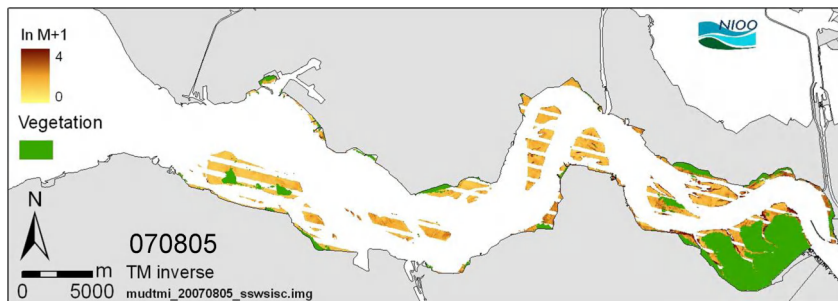 ln M+1
4
0
Vegetation
N
m
0
5000
070805
TM inverse
mudtmi_20070805_sswsisc.img
NIOO